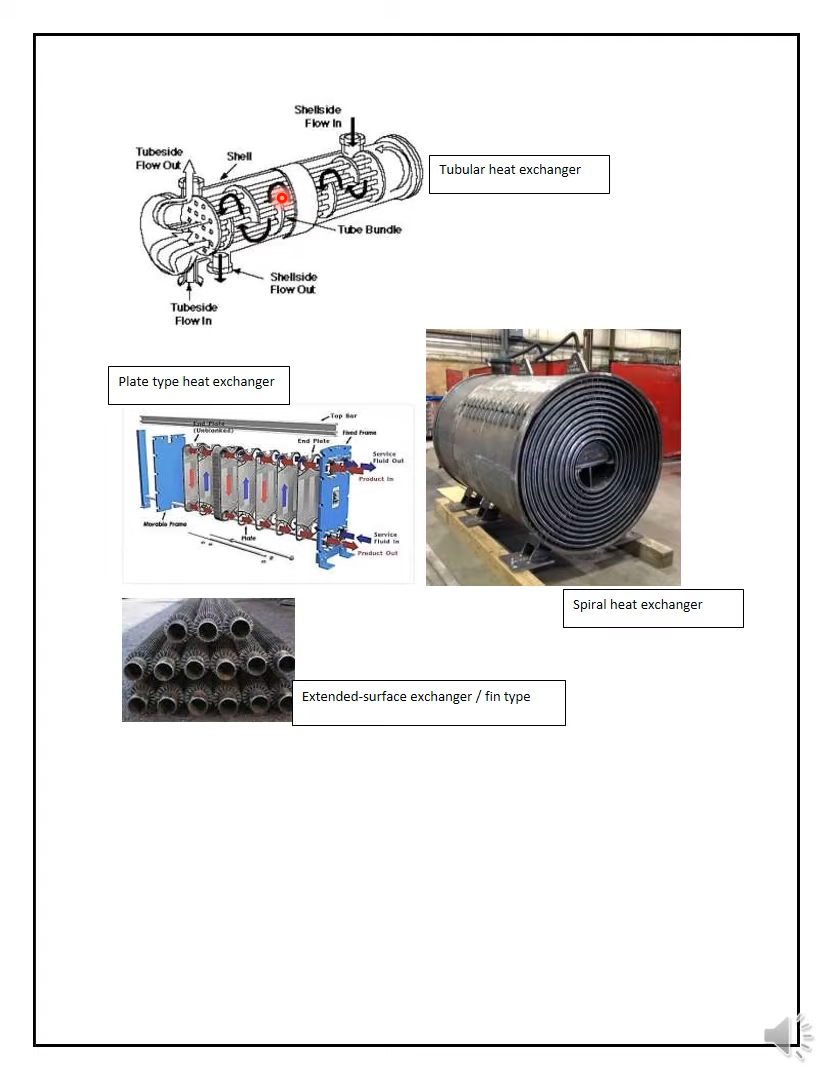 Shellside
Flow In
Tubeside
Flow Out
Shell
Tubular heat exchanger
Tube Bundle
Shellside
Flow Out
Tubeside
Flow In
Plate type heat exchanger
Top Bar
End Plate
(Unblanked)
Fixed Frame
End Plate
Service
Fluid Out
Product In
Movable Frame
Plate
Service
Fluid In
Product Out
Spiral heat exchanger
Extended-surface exchanger / fin type